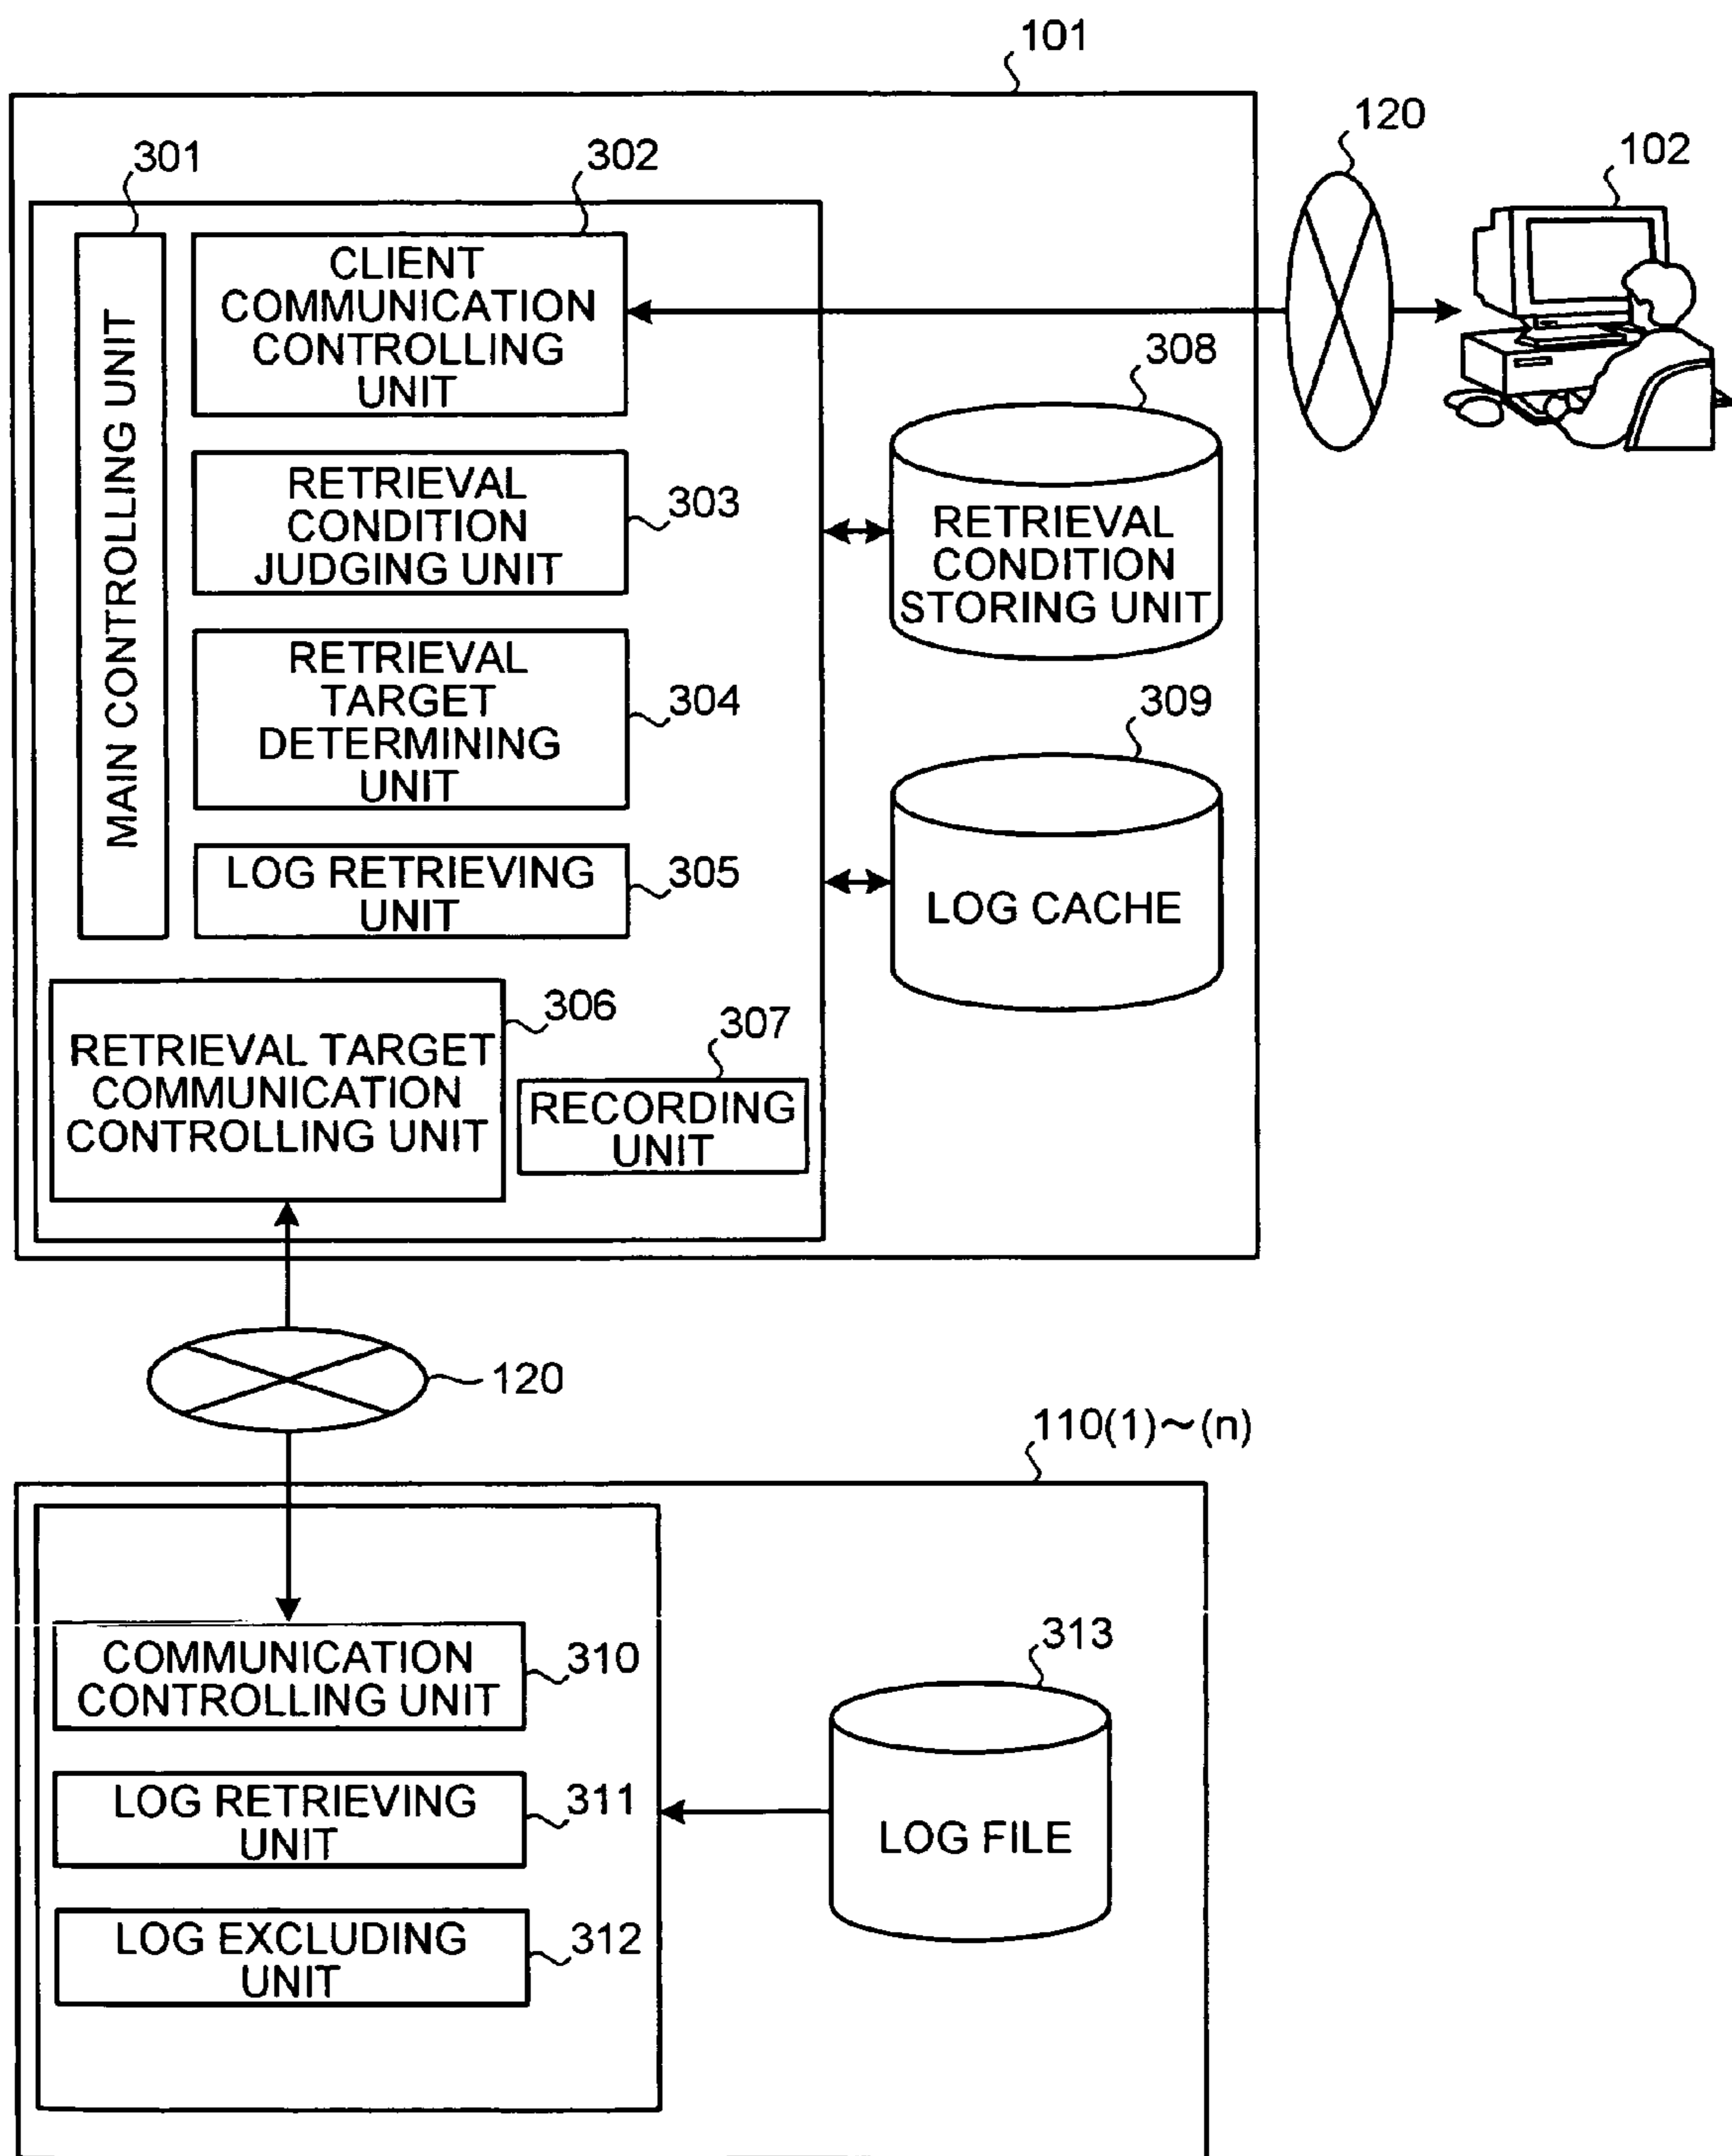 101
120
102
301
302
MAIN CONTROLLING UNIT
CLIENT
COMMUNICATION
CONTROLLING
UNIT
308
RETRIEVAL
CONDITION
JUDGING UNIT
303
RETRIEVAL
CONDITION
STORING UNIT
RETRIEVAL
TARGET
DETERMINING
UNIT
304
309
LOG RETRIEVING
UNIT
305
LOG CACHE
306
RETRIEVAL TARGET
COMMUNICATION
CONTROLLING UNIT
307
RECORDING
UNIT
120
110(1)~(n)
COMMUNICATION
CONTROLLING UNIT
310
313
LOG RETRIEVING
UNIT
311
LOG FILE
LOG EXCLUDING
UNIT
312